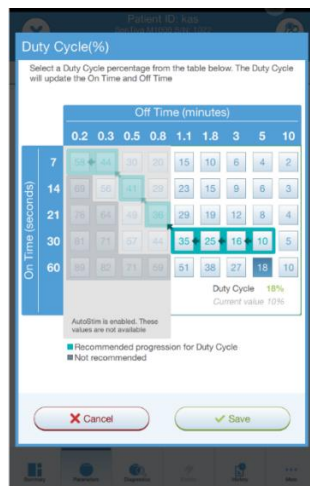 Patient ID: kas
Duty Cycle(%)
Select a Duty Cycle percentage from the table below. The Duty Cycle
will update the On Time and Off Time
Off Time (minutes)
0.2 0.3 0.5 0.8 1.1 1.8 3 5 10
On Time (seconds)
7 59 44 30 20 15 10 6 4 2
14 69 56 41 29 23 15 9 6 3
21 76 64 49 36 29 19 12 8 4
30 81 71 57 44 35 25 16 10 5
60 89 82 71 59 51 38 27 18 10
Duty Cycle 18%
Current value 10%
AutoStim is enabled. These
values are not available
Recommended progression for Duty Cycle
Not recommended
Cancel
Save